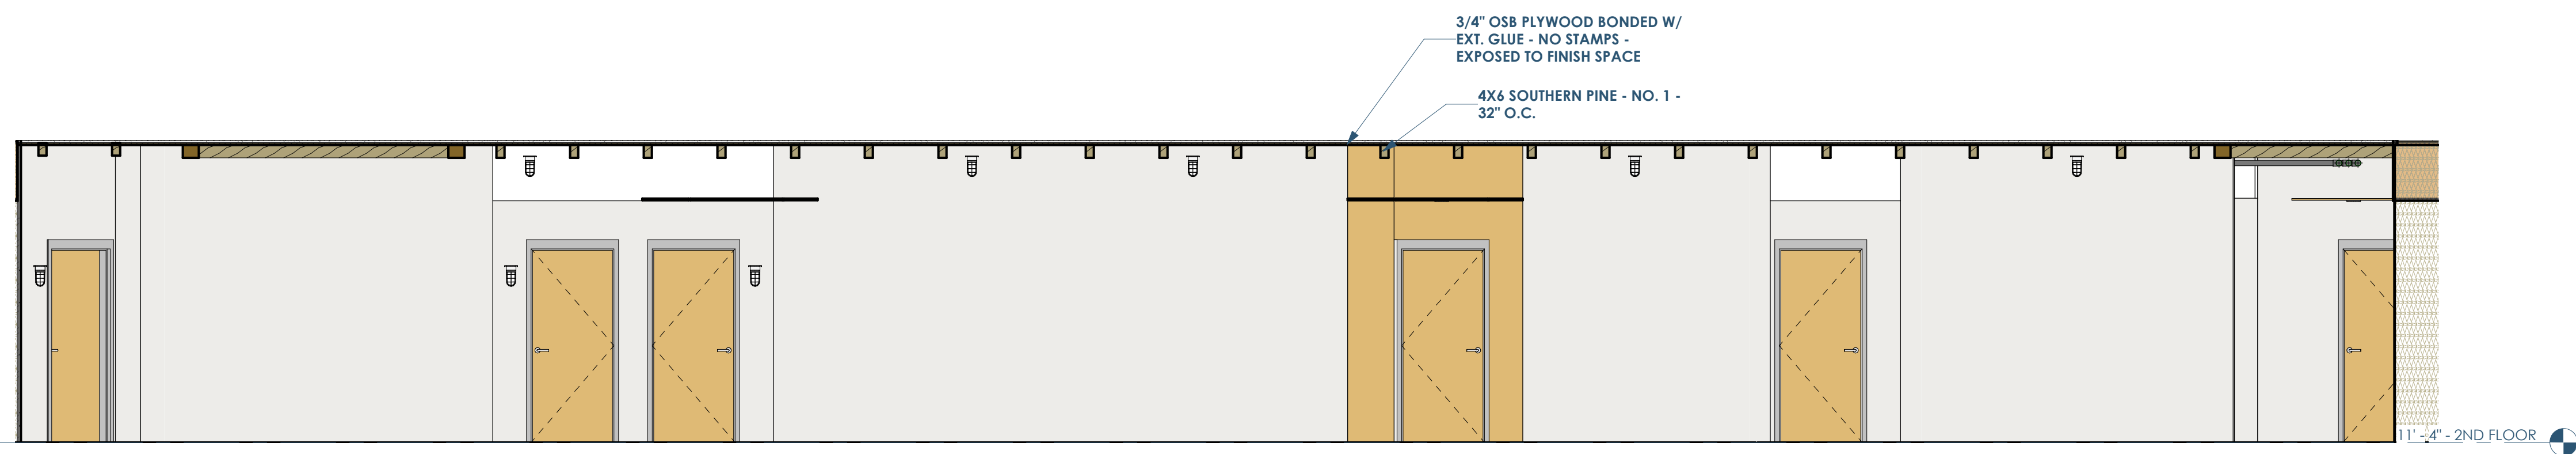 3/4" OSB PLYWOOD BONDED W/
EXT. GLUE - NO STAMPS -
EXPOSED TO FINISH SPACE
4X6 SOUTHERN PINE - NO. 1 -
32" O.C.
11' - 4" - 2ND FLOOR